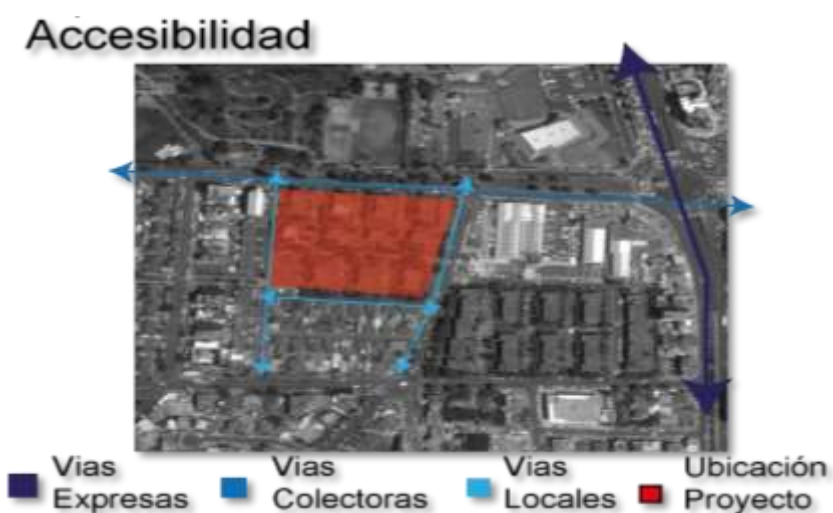 Accesibilidad
Vias Expresas
Vias Colectoras
Vias Locales
Ubicación Proyecto